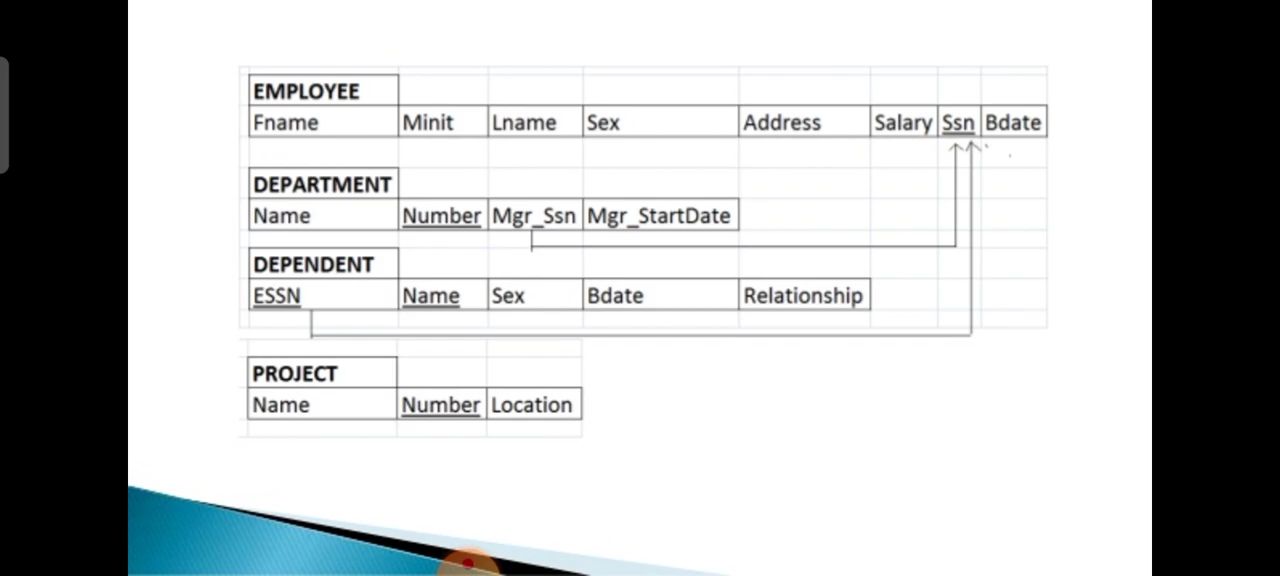 EMPLOYEE
Fname Minit Lname Sex Address Salary Ssn Bdate
DEPARTMENT
Name Number Mgr_Ssn Mgr_StartDate
DEPENDENT
ESSN Name Sex Bdate Relationship
PROJECT
Name Number Location